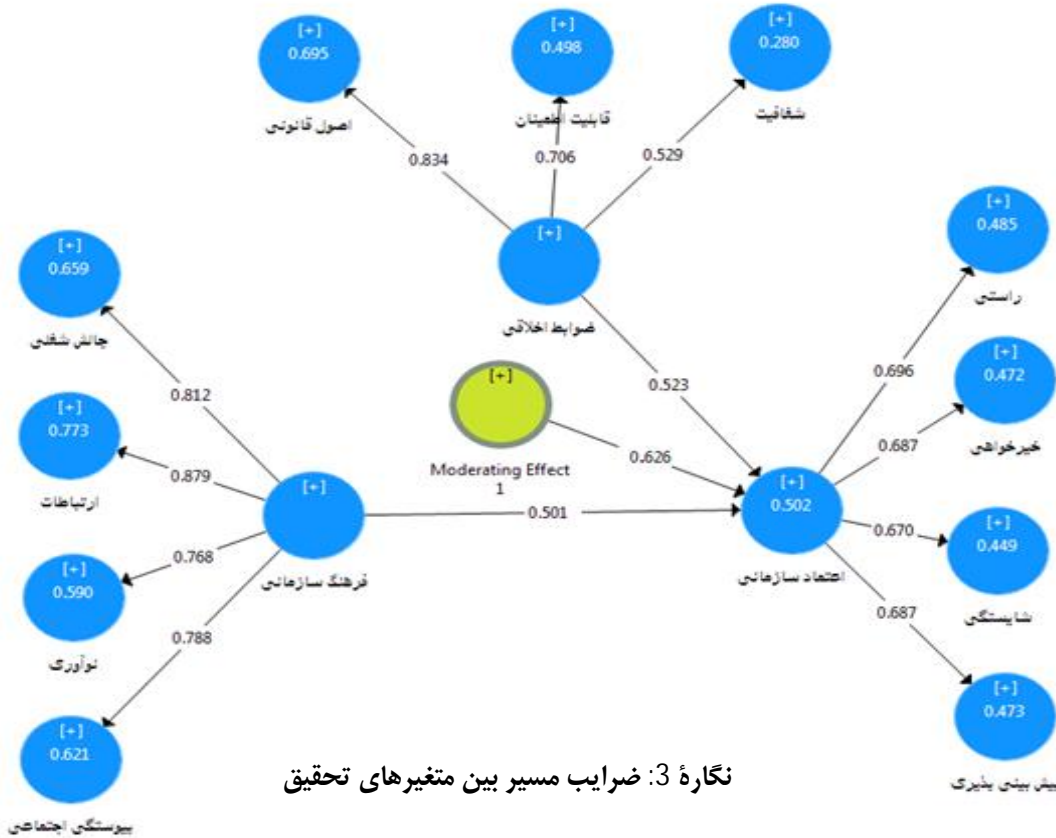 [+]
0.695
اصول قانونی
[+]
0.498
قابلیت اطمینان
[+]
0.280
شفافیت
0.834
0.706
0.529
[+]
ضوابط اخلاقی
[+]
0.659
چالش شغلی
[+]
0.773
ارتباطات
[+]
0.590
نوآوری
[+]
0.621
پیوستگی اجتماعی
0.812
0.879
0.768
0.788
[+]
فرهنگ سازمانی
[+]
Moderating Effect
1
0.523
0.626
0.501
[+]
0.502
اعتماد سازمانی
0.696
0.687
0.670
0.687
[+]
0.485
راستی
[+]
0.472
خیرخواهی
[+]
0.449
شایستگی
[+]
0.473
پیش بینی پذیری
نگارهٔ 3: ضرایب مسیر بین متغیرهای تحقیق